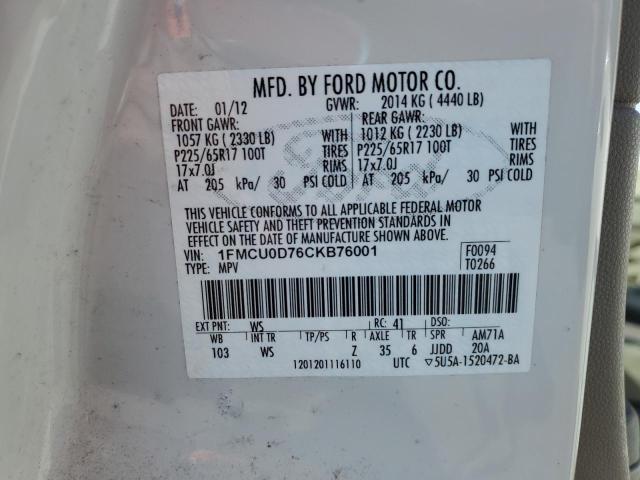 MFD. BY FORD MOTOR CO.
DATE: 01/12 GVWR: 2014 KG ( 4440 LB)
FRONT GAWR: REAR GAWR:
1057 KG ( 2330 LB) WITH 1012 KG ( 2230 LB) WITH
P225/65R17 100T TIRES P225/65R17 100T TIRES
17x7.0J RIMS 17x7.0J RIMS
AT 205 kPa/ 30 PSI COLD AT 205 kPa/ 30 PSI COLD
THIS VEHICLE CONFORMS TO ALL APPLICABLE FEDERAL MOTOR
VEHICLE SAFETY AND THEFT PREVENTION STANDARDS IN
EFFECT ON THE DATE OF MANUFACTURE SHOWN ABOVE.
VIN: 1FMCU0D76CKB76001 F0094
TYPE: MPV T0266
EXT PNT: WS RC: 41 DSO:
WB INT TR TP/PS R AXLE TR SPR AM71A
103 WS Z 35 6 JJDD 20A
1201201116110 UTC ▽5U5A-1520472-BA